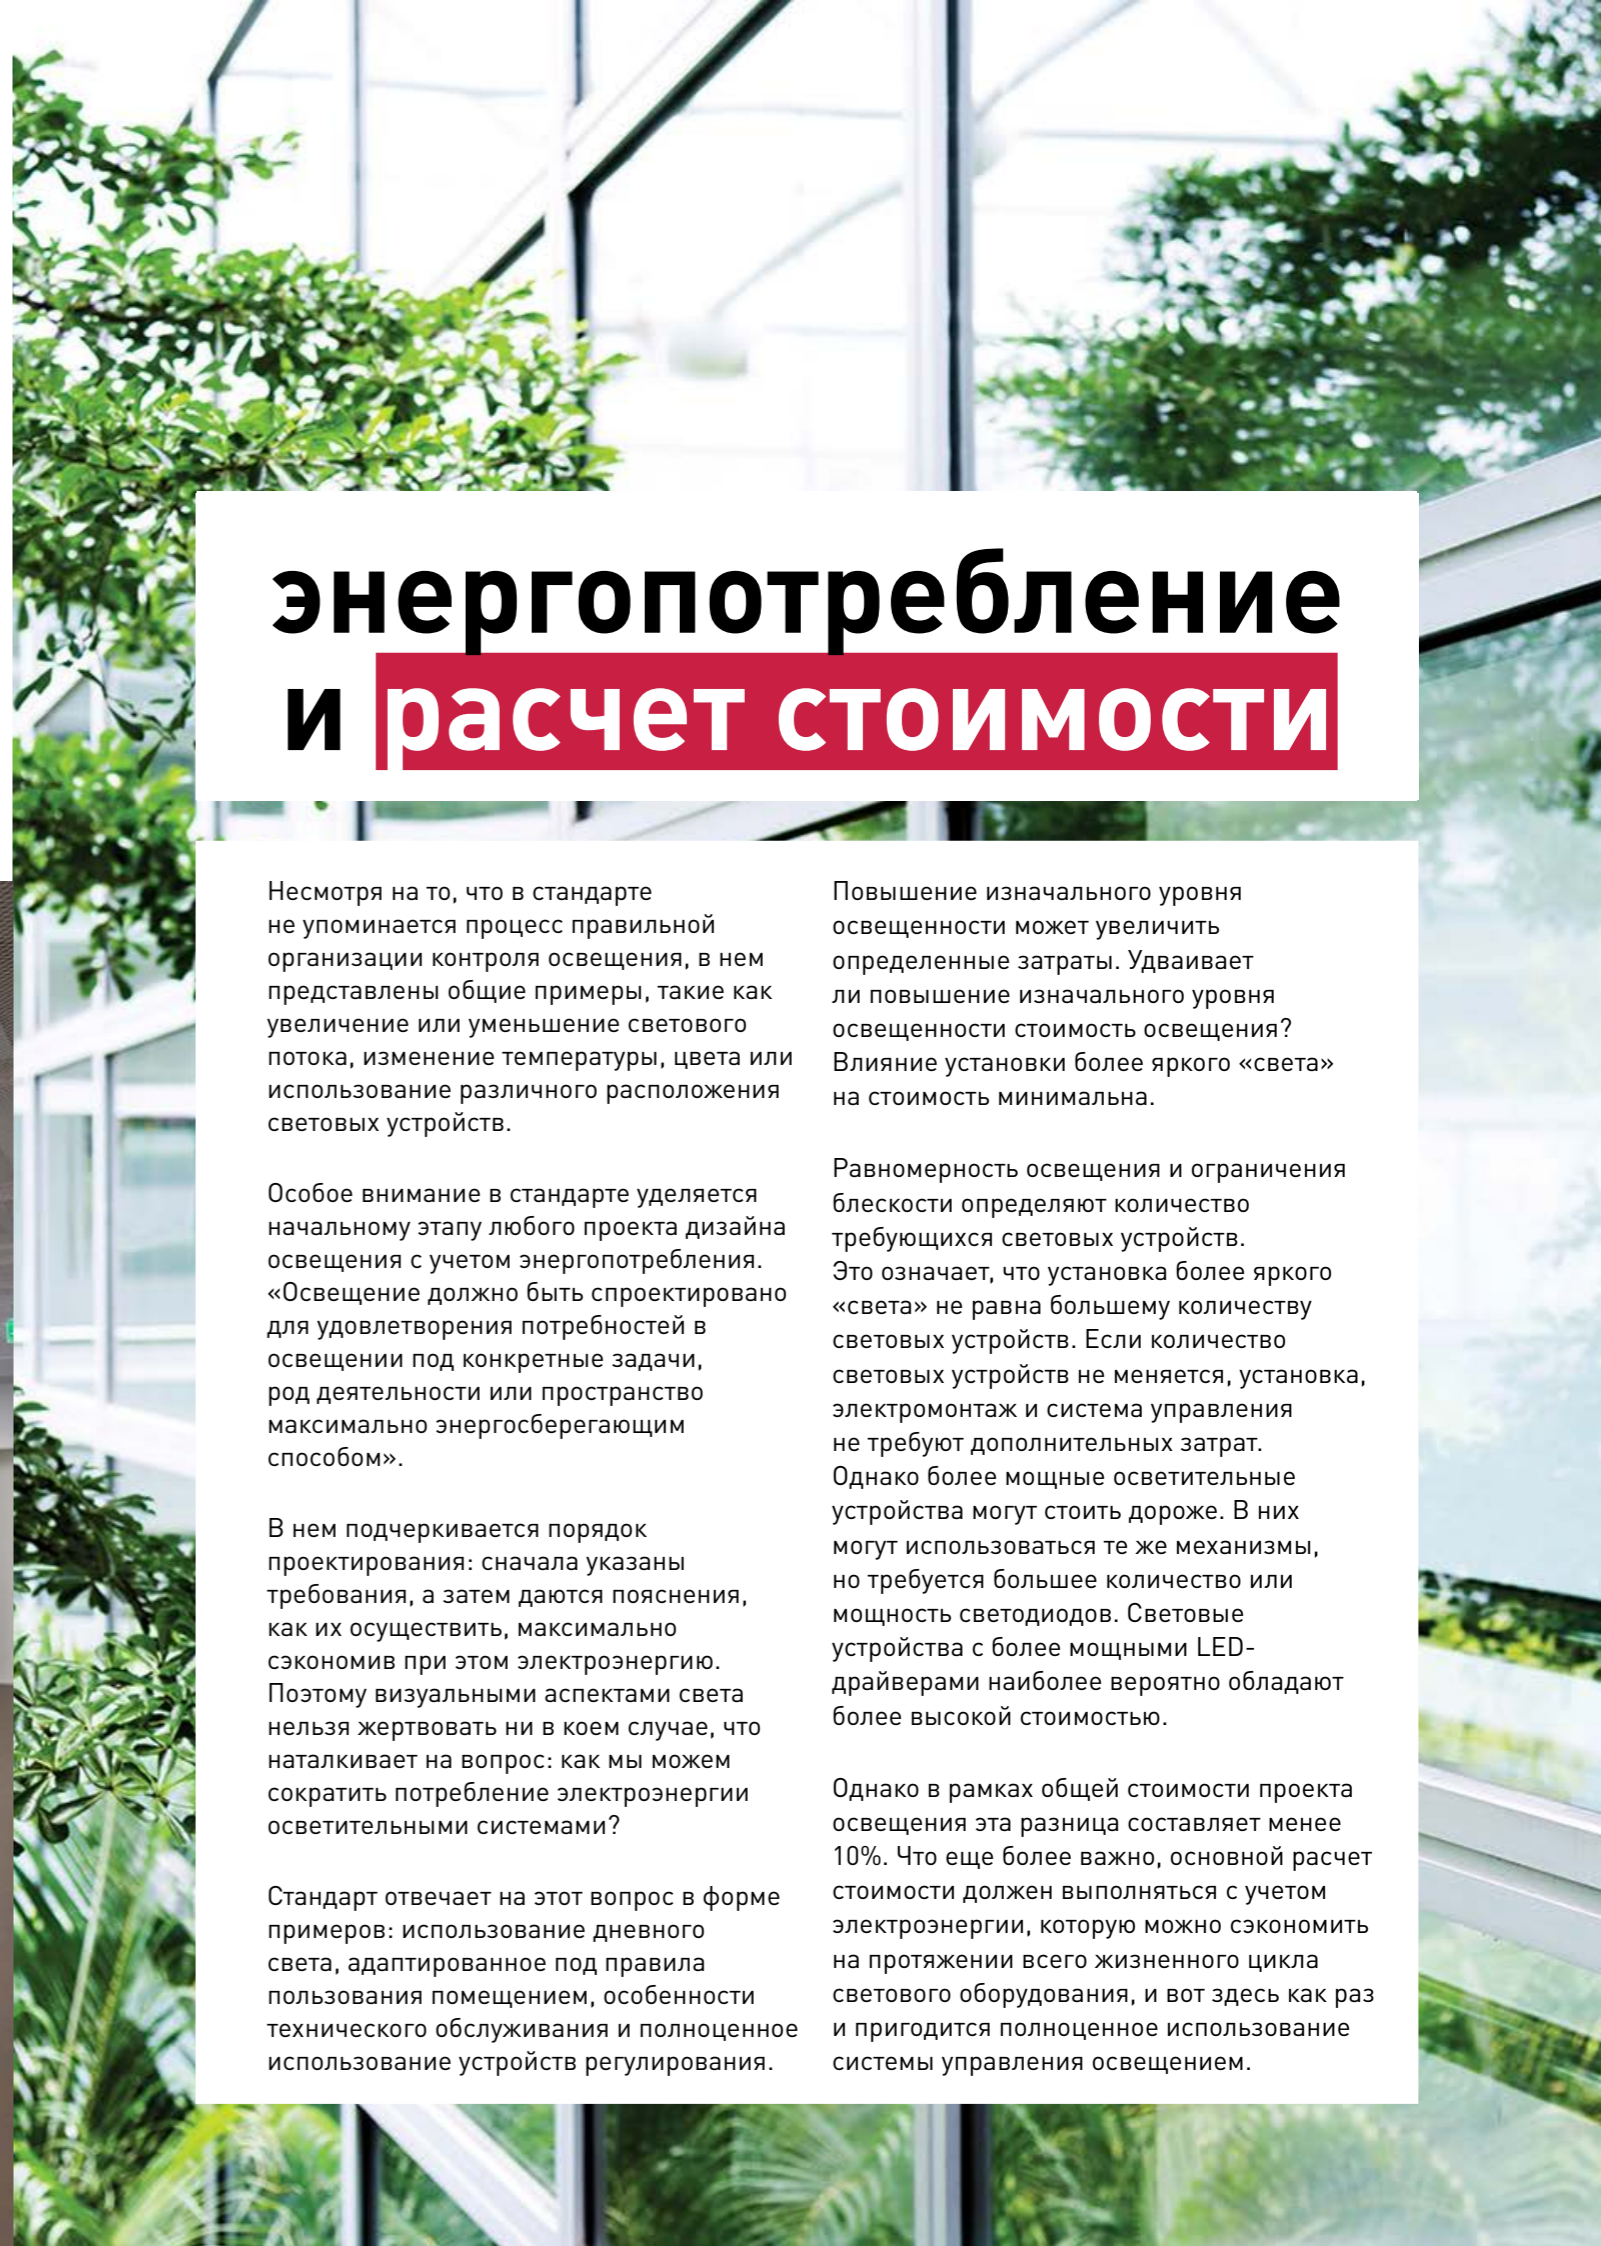 энергопотребление
и расчет стоимости
Несмотря на то, что в стандарте
не упоминается процесс правильной
организации контроля освещения, в нем
представлены общие примеры, такие как
увеличение или уменьшение светового
потока, изменение температуры, цвета или
использование различного расположения
световых устройств.
Особое внимание в стандарте уделяется
начальному этапу любого проекта дизайна
освещения с учетом энергопотребления.
«Освещение должно быть спроектировано
для удовлетворения потребностей в
освещении под конкретные задачи,
род деятельности или пространство
максимально энергосберегающим
способом».
В нем подчеркивается порядок
проектирования: сначала указаны
требования, а затем даются пояснения,
как их осуществить, максимально
сэкономив при этом электроэнергию.
Поэтому визуальными аспектами света
нельзя жертвовать ни в коем случае, что
наталкивает на вопрос: как мы можем
сократить потребление электроэнергии
осветительными системами?
Стандарт отвечает на этот вопрос в форме
примеров: использование дневного
света, адаптированное под правила
пользования помещением, особенности
технического обслуживания и полноценное
использование устройств регулирования.
Повышение изначального уровня
освещенности может увеличить
определенные затраты. Удваивает
ли повышение изначального уровня
освещенности стоимость освещения?
Влияние установки более яркого «света»
на стоимость минимальна.
Равномерность освещения и ограничения
блескости определяют количество
требующихся световых устройств.
Это означает, что установка более яркого
«света» не равна большему количеству
световых устройств. Если количество
световых устройств не меняется, установка,
электромонтаж и система управления
не требуют дополнительных затрат.
Однако более мощные осветительные
устройства могут стоить дороже. В них
могут использоваться те же механизмы,
но требуется большее количество или
мощность светодиодов. Световые
устройства с более мощными LED-
драйверами наиболее вероятно обладают
более высокой стоимостью.
Однако в рамках общей стоимости проекта
освещения эта разница составляет менее
10%. Что еще более важно, основной расчет
стоимости должен выполняться с учетом
электроэнергии, которую можно сэкономить
на протяжении всего жизненного цикла
светового оборудования, и вот здесь как раз
и пригодится полноценное использование
системы управления освещением.